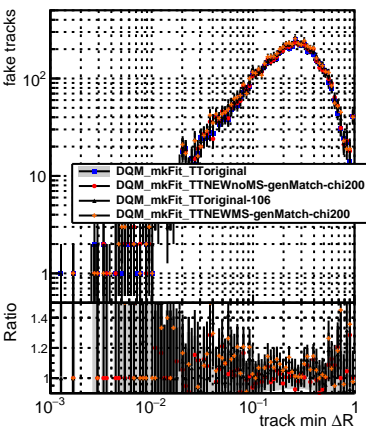 fake tracks
10²
10
1
DQM_mkFit_TToriginal
DQM_mkFit_TTNEWnoMS-genMatch-chi200
DQM_mkFit_TToriginal-106
DQM_mkFit_TTNEWMS-genMatch-chi200
Ratio
1.4
1.2
1
10⁻³ 10⁻² 10⁻¹ 1
track min ΔR